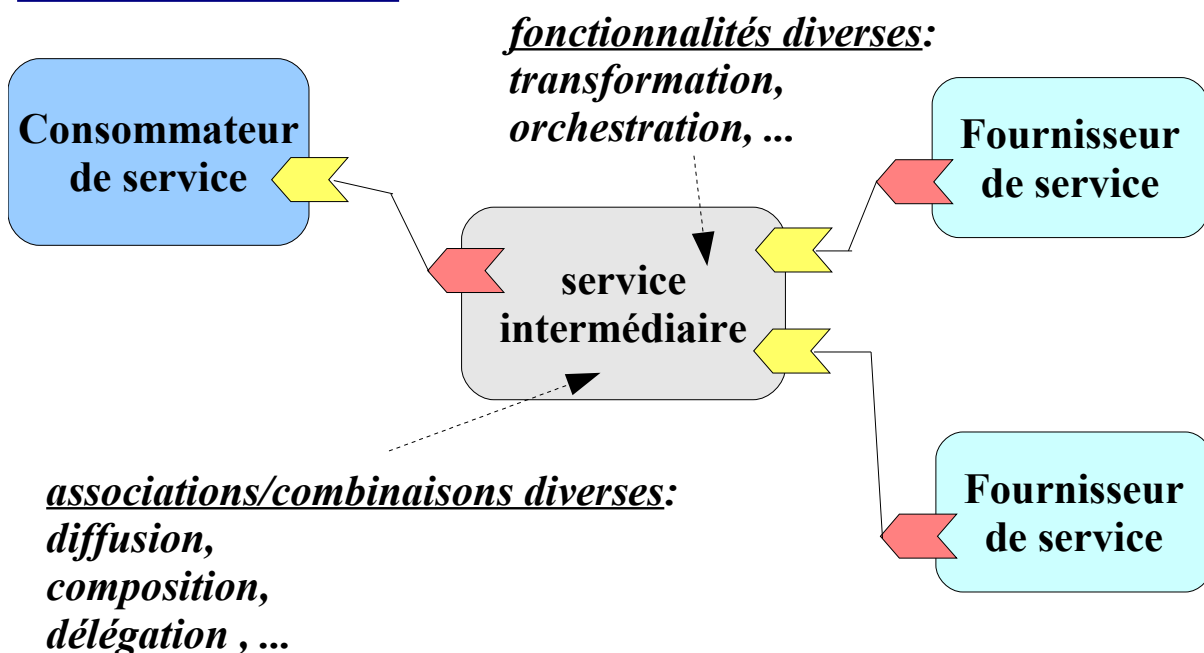 fonctionnalités diverses:
transformation,
orchestration, ...
Consommateur
de service
Fournisseur
de service
service
intermédiaire
associations/combinaisons diverses:
diffusion,
composition,
délégation , ...
Fournisseur
de service